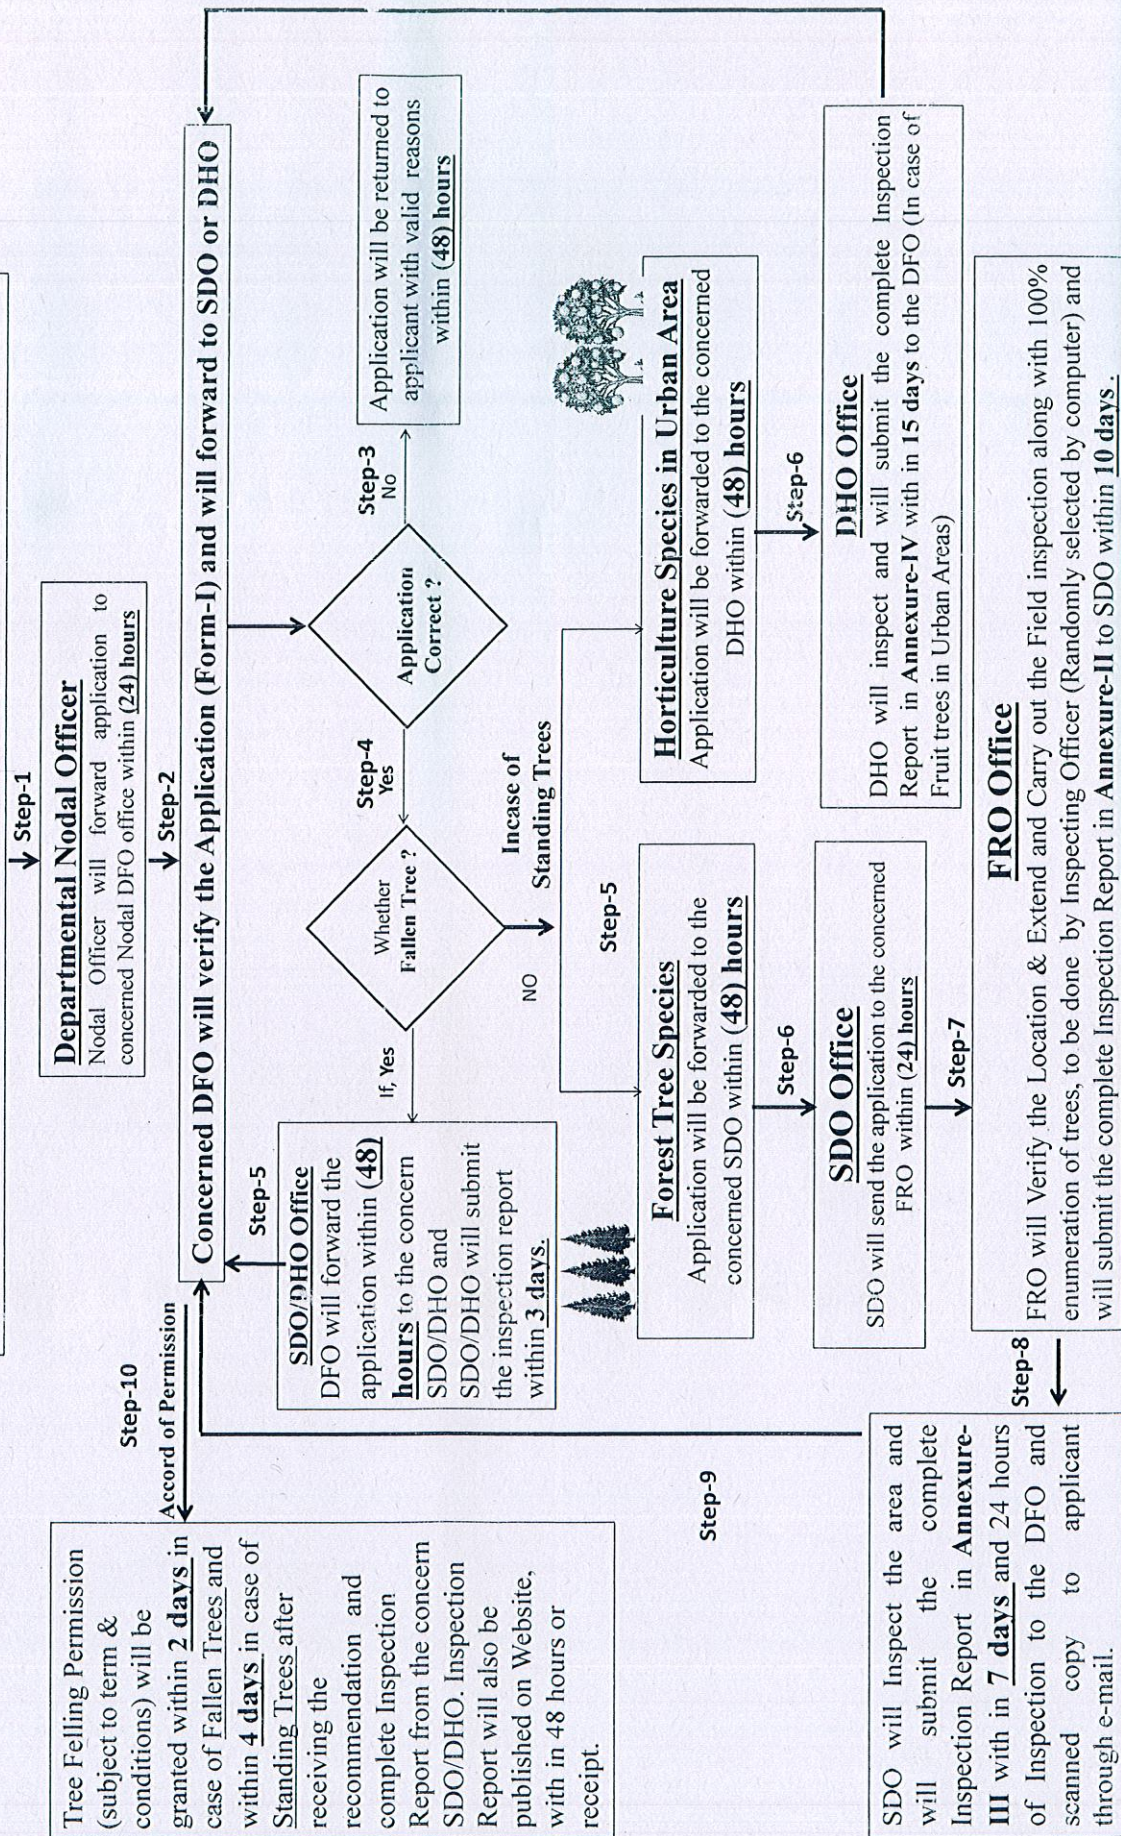 Step-1
Departmental Nodal Officer
Nodal Officer will forward application to
concerned Nodal DFO office within (24) hours
Step-2
Concerned DFO will verify the Application (Form-I) and will forward to SDO or DHO
Step-10
Accord of Permission
Tree Felling Permission
(subject to term &
conditions) will be
granted within 2 days in
case of Fallen Trees and
within 4 days in case of
Standing Trees after
receiving the
recommendation and
complete Inspection
Report from the concern
SDO/DHO. Inspection
Report will also be
published on Website,
with in 48 hours or
receipt.
Step-5
SDO/DHO Office
DFO will forward the
application within (48)
hours to the concern
SDO/DHO and
SDO/DHO will submit
the inspection report
within 3 days.
If, Yes
Whether
Fallen Tree ?
Step-4
Yes
Application
Correct ?
Step-3
No
Application will be returned to
applicant with valid reasons
within (48) hours
NO
Incase of
Standing Trees
Step-5
Forest Tree Species
Application will be forwarded to the
concerned SDO within (48) hours
Horticulture Species in Urban Area
Application will be forwarded to the concerned
DHO within (48) hours
Step-6
Step-6
SDO Office
SDO will send the application to the concerned
FRO within (24) hours
DHO Office
DHO will inspect and will submit the complete Inspection
Report in Annexure-IV with in 15 days to the DFO (In case of
Fruit trees in Urban Areas)
Step-7
FRO Office
FRO will Verify the Location & Extend and Carry out the Field inspection along with 100%
enumeration of trees, to be done by Inspecting Officer (Randomly selected by computer) and
will submit the complete Inspection Report in Annexure-II to SDO within 10 days.
Step-8
Step-9
SDO will Inspect the area and
will submit the complete
Inspection Report in Annexure-
III with in 7 days and 24 hours
of Inspection to the DFO and
scanned copy to applicant
through e-mail.